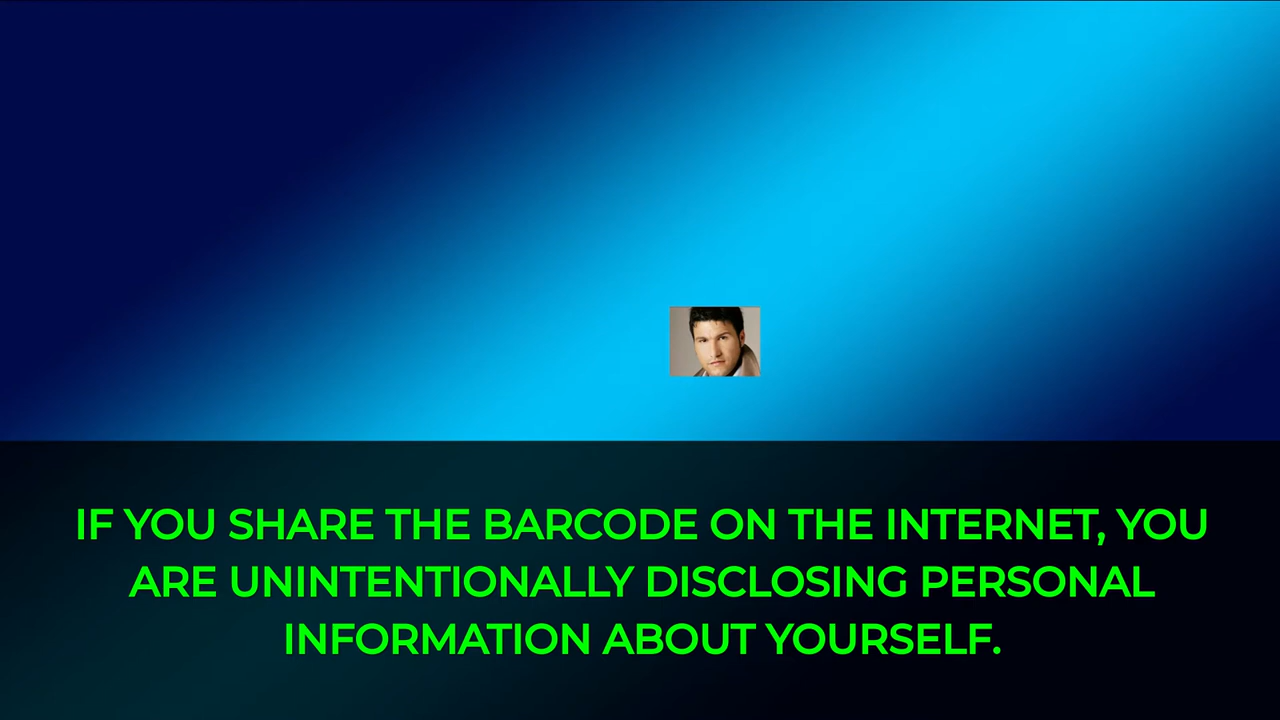 IF YOU SHARE THE BARCODE ON THE INTERNET, YOU
ARE UNINTENTIONALLY DISCLOSING PERSONAL
INFORMATION ABOUT YOURSELF.